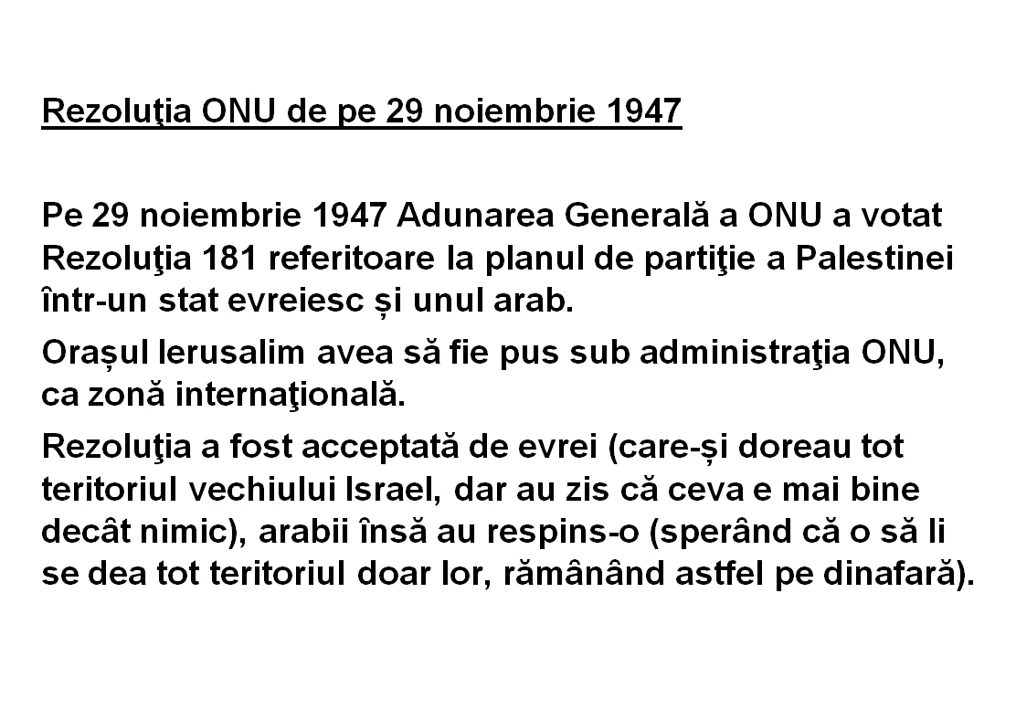 Rezoluţia ONU de pe 29 noiembrie 1947
Pe 29 noiembrie 1947 Adunarea Generală a ONU a votat
Rezoluţia 181 referitoare la planul de partiţie a Palestinei
într-un stat evreiesc și unul arab.
Orașul Ierusalim avea să fie pus sub administraţia ONU,
ca zonă internaţională.
Rezoluţia a fost acceptată de evrei (care-și doreau tot
teritoriul vechiului Israel, dar au zis că ceva e mai bine
decât nimic), arabii însă au respins-o (sperând că o să li
se dea tot teritoriul doar lor, rămânând astfel pe dinafară).